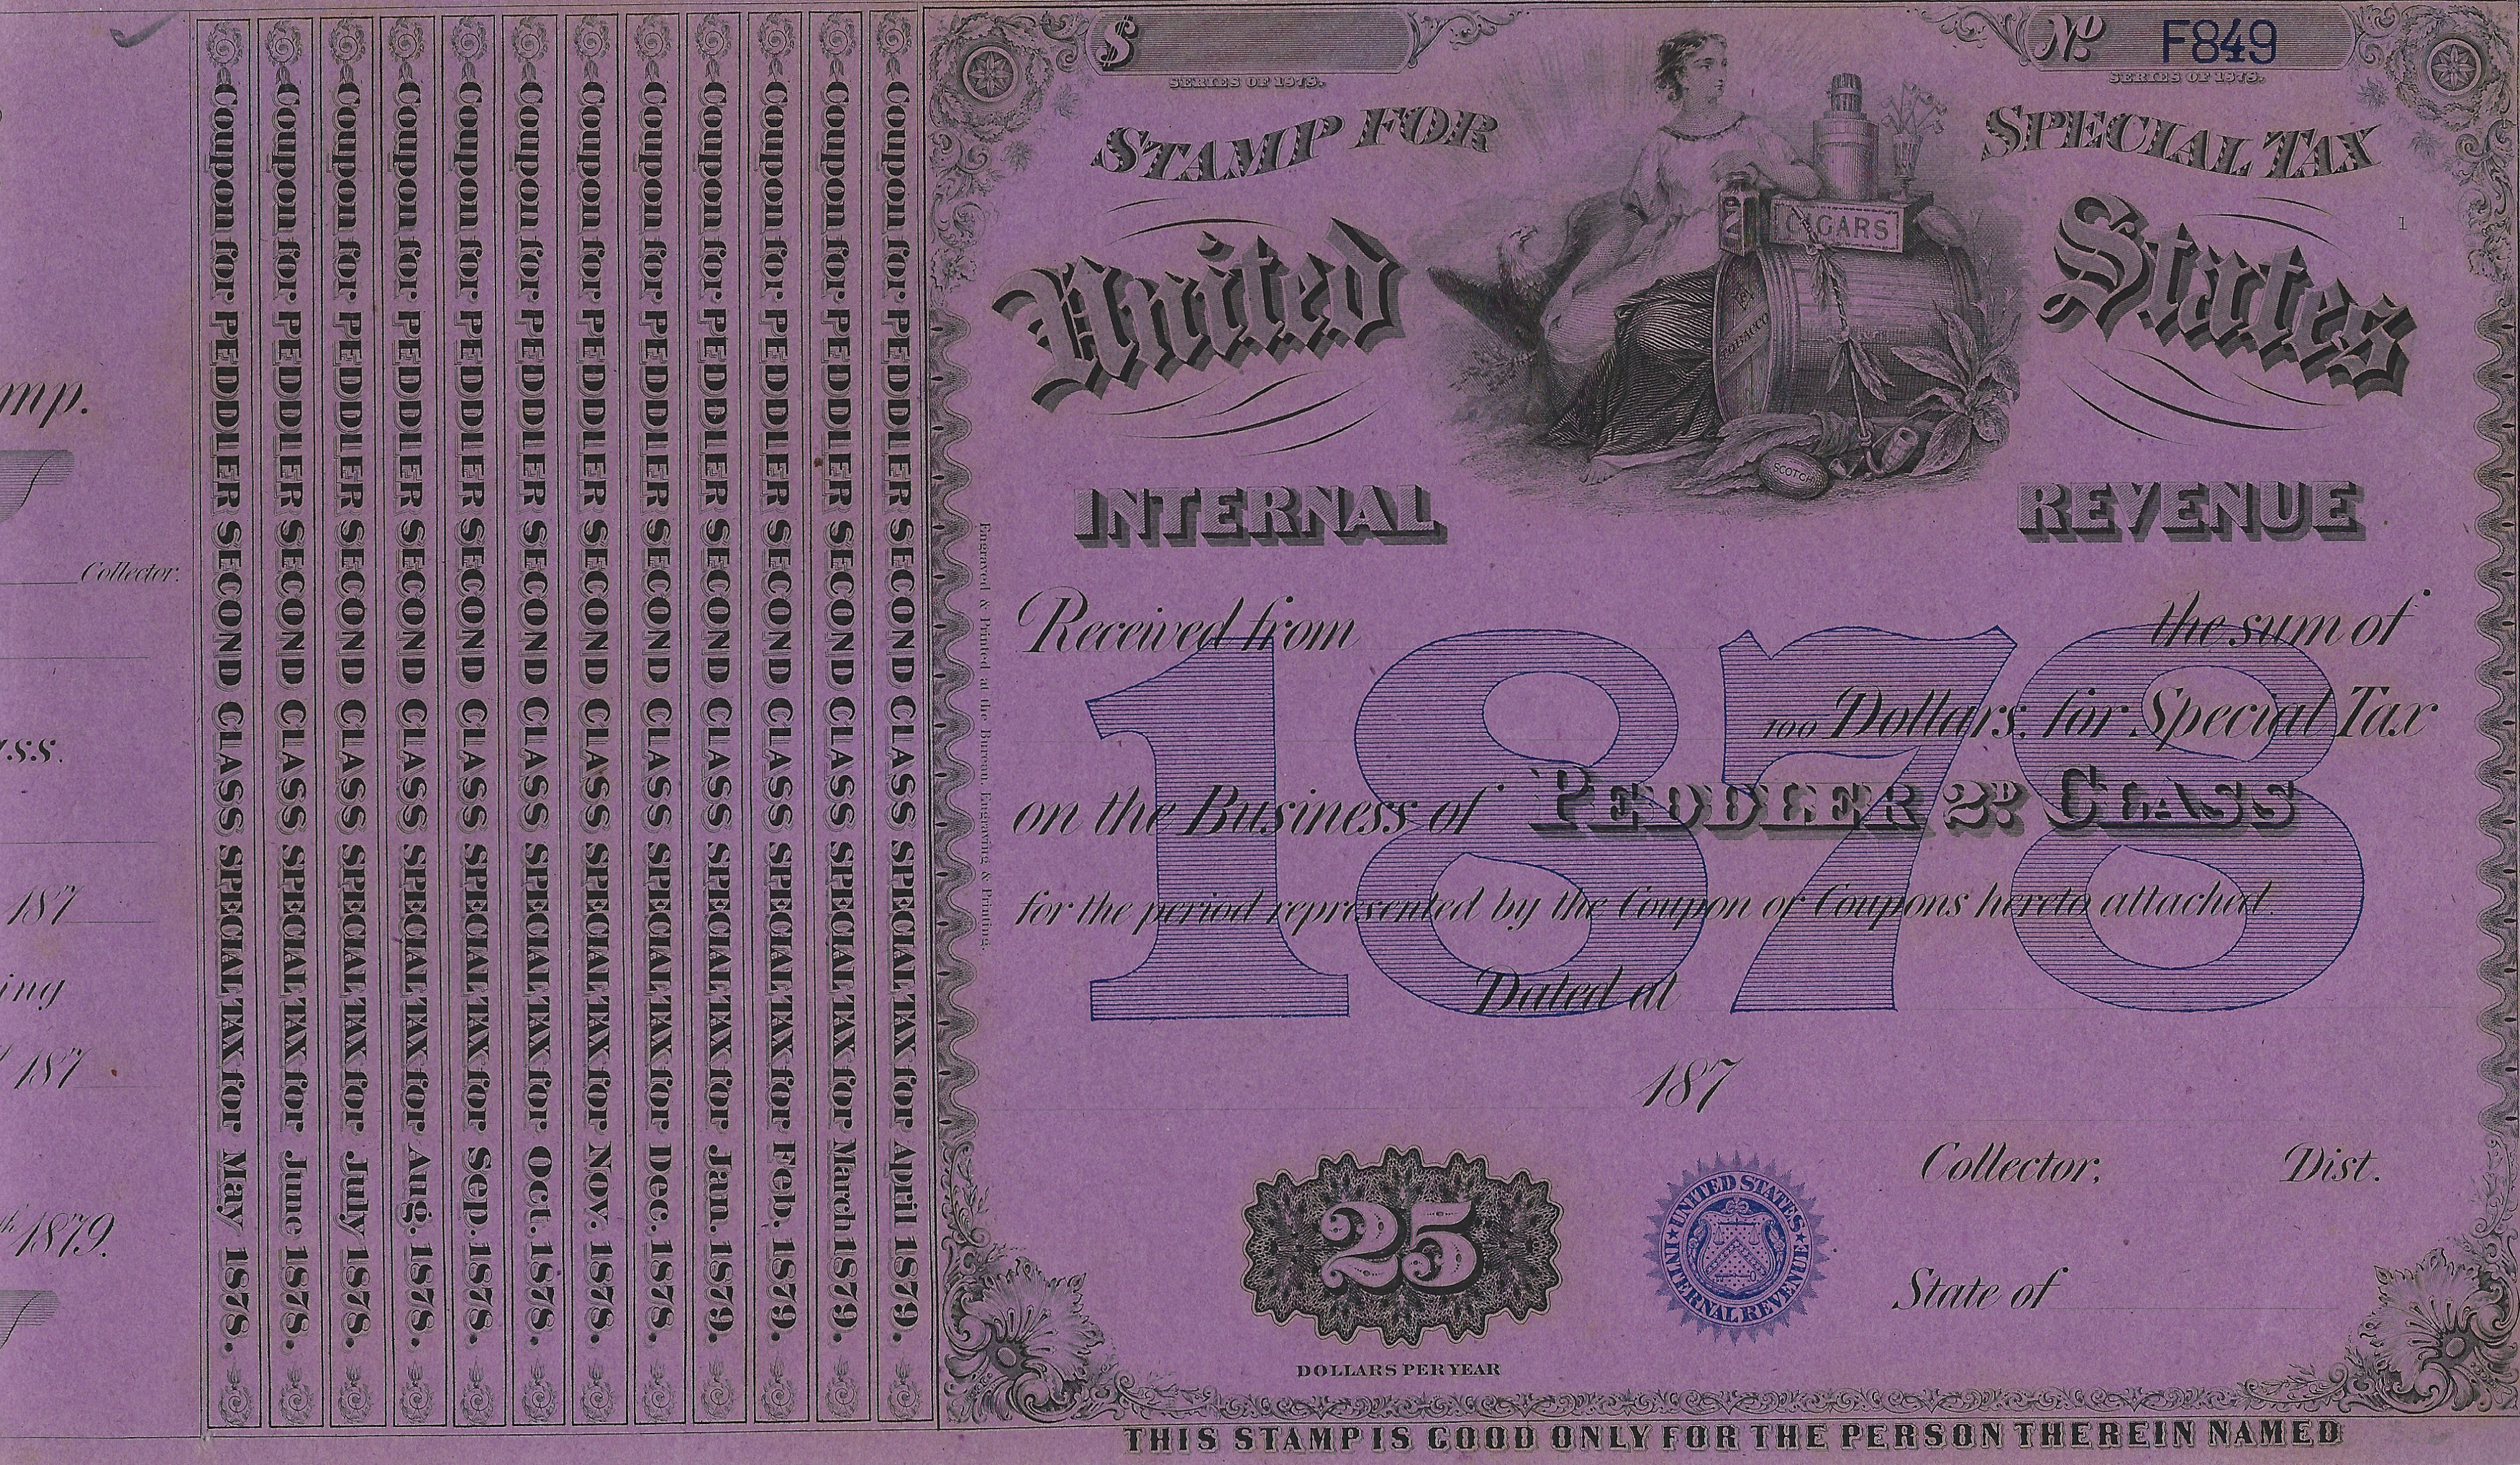 mp.
Collector.
ss.
187
ing
187
1879.
Coupon for PEDDLER SECOND CLASS SPECIAL TAX for May 1878.
Coupon for PEDDLER SECOND CLASS SPECIAL TAX for June 1878.
Coupon for PEDDLER SECOND CLASS SPECIAL TAX for July 1878.
Coupon for PEDDLER SECOND CLASS SPECIAL TAX for Aug. 1878.
Coupon for PEDDLER SECOND CLASS SPECIAL TAX for Sep. 1878.
Coupon for PEDDLER SECOND CLASS SPECIAL TAX for Oct. 1878.
Coupon for PEDDLER SECOND CLASS SPECIAL TAX for Nov. 1878.
Coupon for PEDDLER SECOND CLASS SPECIAL TAX for Dec. 1878.
Coupon for PEDDLER SECOND CLASS SPECIAL TAX for Jan. 1879.
Coupon for PEDDLER SECOND CLASS SPECIAL TAX for Feb. 1879.
Coupon for PEDDLER SECOND CLASS SPECIAL TAX for March 1879.
Coupon for PEDDLER SECOND CLASS SPECIAL TAX for April 1879.
Engraved & Printed at the Bureau, Engraving & Printing.
$
SERIES OF 1878.
No. F849
SERIES OF 1878.
STAMP FOR SPECIAL TAX
United States
1
CIGARS
TOBACCO
SCOTCH
INTERNAL REVENUE
Received from the sum of
100 Dollars, for Special Tax
1878
on the Business of PEDDLER 2D. CLASS
for the period represented by the Coupon or Coupons hereto attached.
Dated at
187
Collector, Dist.
State of
25
DOLLARS PER YEAR
UNITED STATES INTERNAL REVENUE
THIS STAMP IS GOOD ONLY FOR THE PERSON THEREIN NAMED